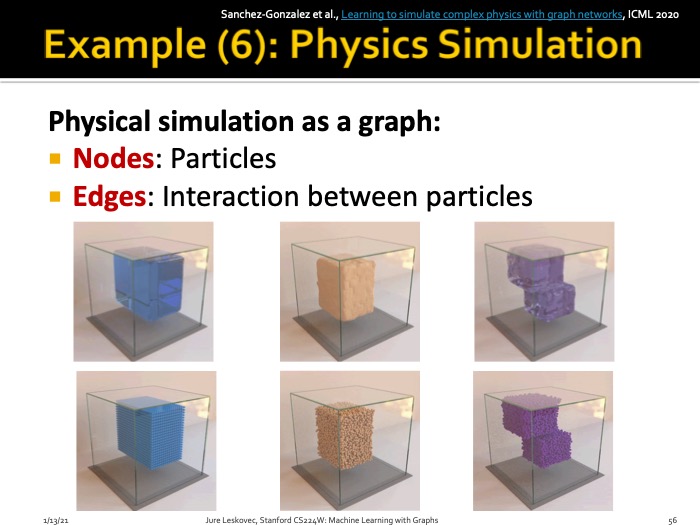 Sanchez-Gonzalez et al., Learning to simulate complex physics with graph networks, ICML 2020
Example (6): Physics Simulation
Physical simulation as a graph:
Nodes: Particles
Edges: Interaction between particles
1/13/21
Jure Leskovec, Stanford CS224W: Machine Learning with Graphs
56